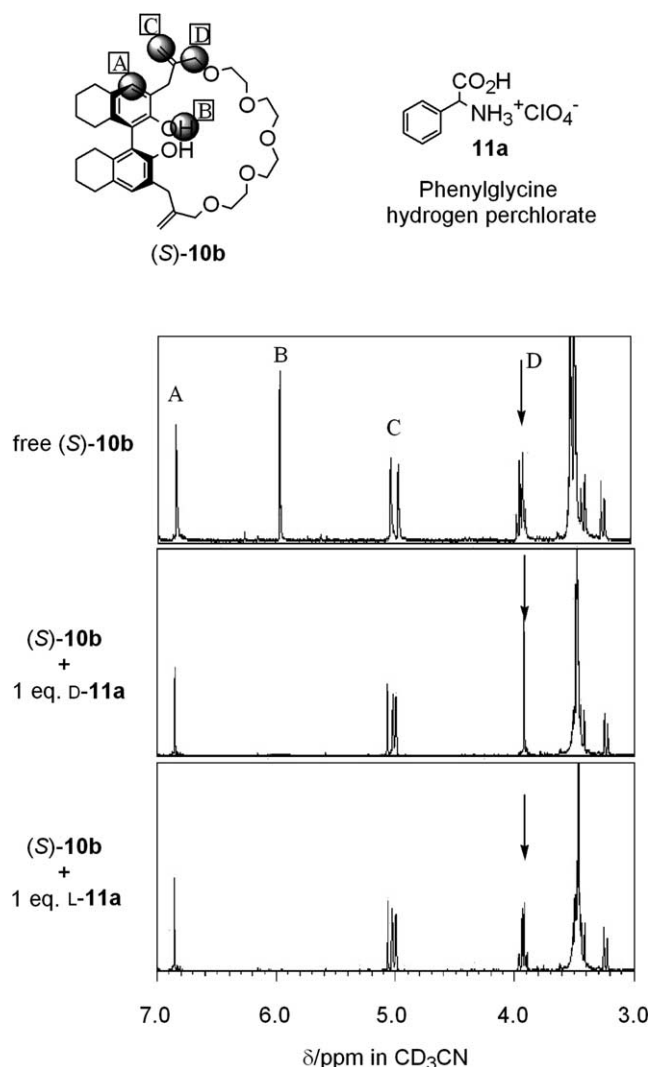 C
D
A
O
O
B
OH
O
OH
O
O
O
(S)-10b
CO₂H
NH₃⁺ClO₄⁻
11a
Phenylglycine
hydrogen perchlorate
A
B
C
D
free (S)-10b
(S)-10b
+
1 eq. D-11a
(S)-10b
+
1 eq. L-11a
7.0 6.0 5.0 4.0 3.0
δ/ppm in CD₃CN